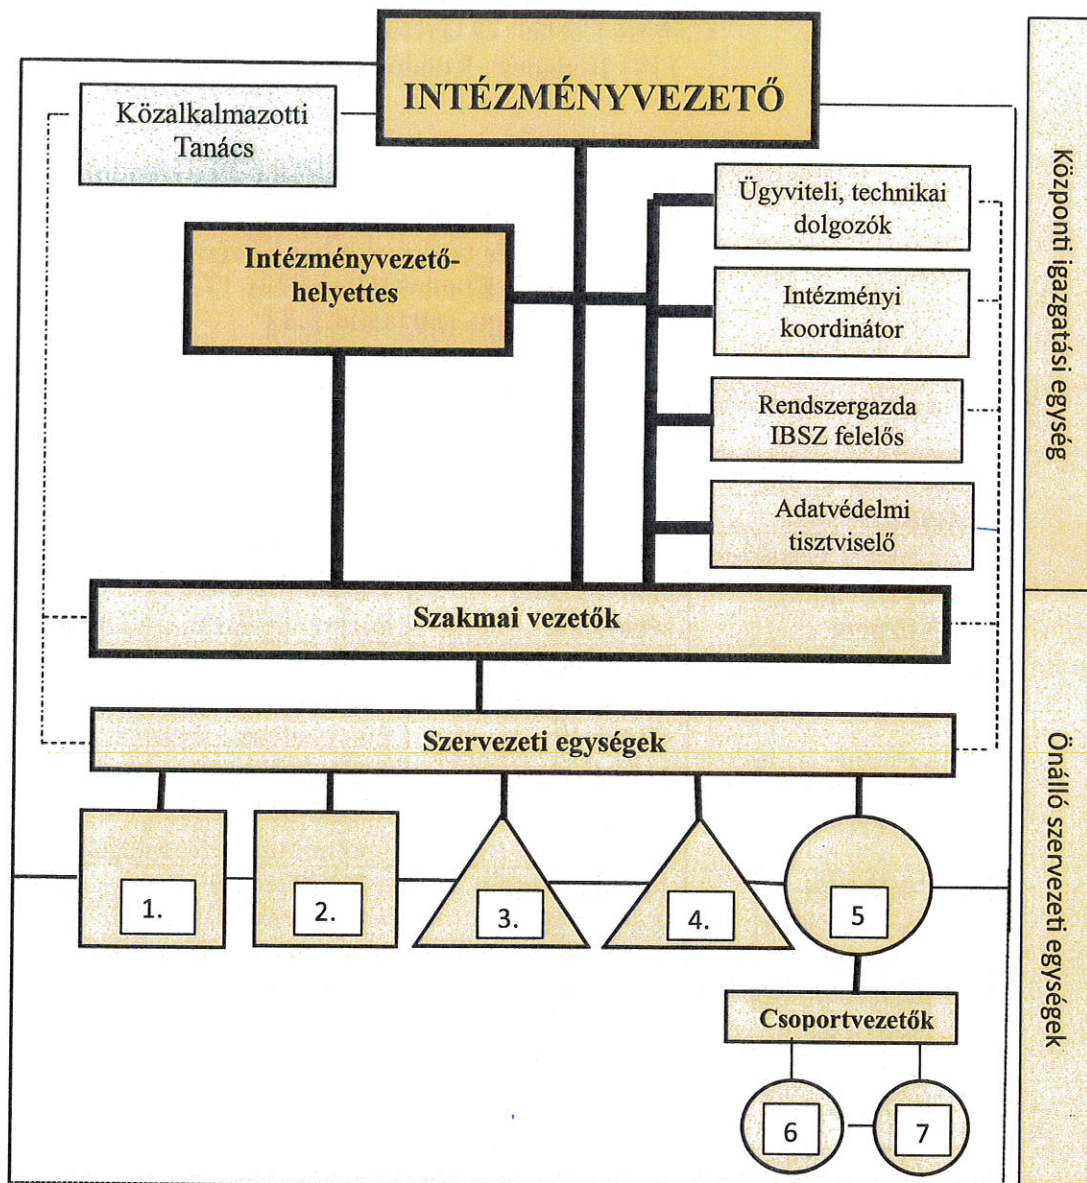 INTÉZMÉNYVEZETŐ
Közalkalmazotti
Tanács
Ügyviteli, technikai
dolgozók
Intézményvezető-
helyettes
Intézményi
koordinátor
Rendszergazda
IBSZ felelős
Adatvédelmi
tisztviselő
Központi igazgatási egység
Szakmai vezetők
Szervezeti egységek
1.
2.
3.
4.
5
Csoportvezetők
6
7
Önálló szervezeti egységek